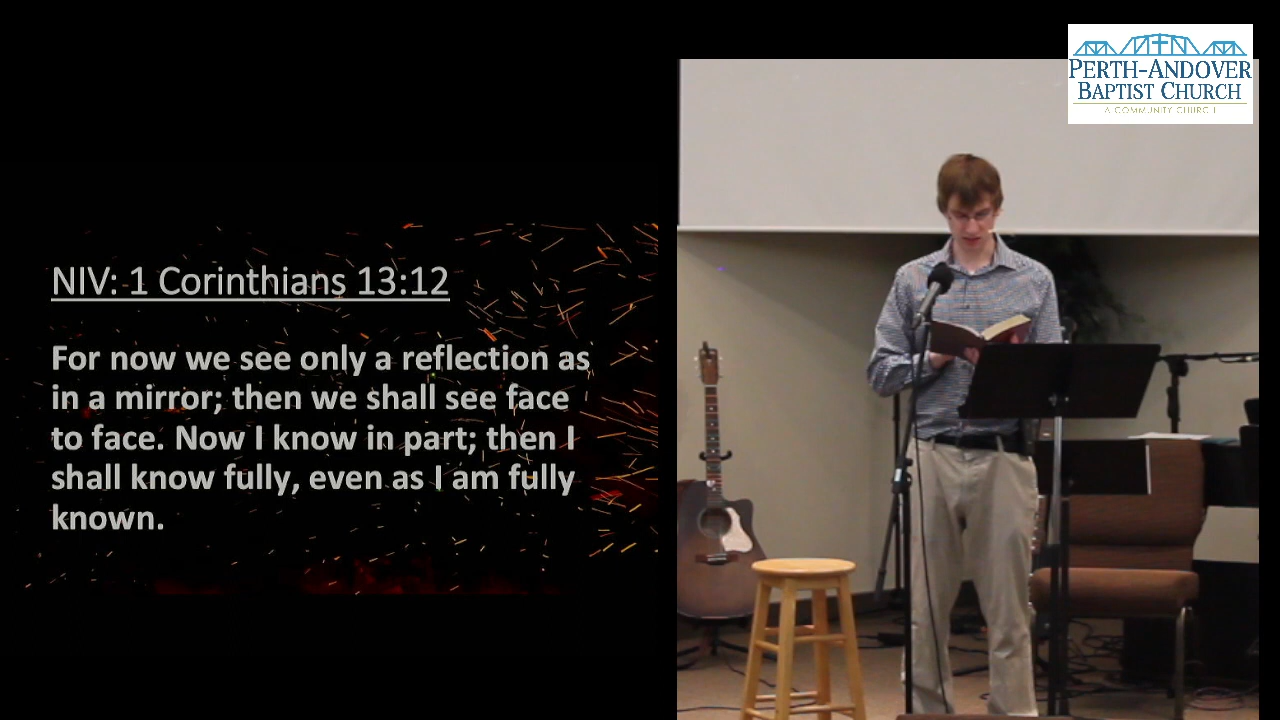 NIV: 1 Corinthians 13:12
For now we see only a reflection as
in a mirror; then we shall see face
to face. Now I know in part; then I
shall know fully, even as I am fully
known.
PERTH-ANDOVER
BAPTIST CHURCH
A COMMUNITY CHURCH